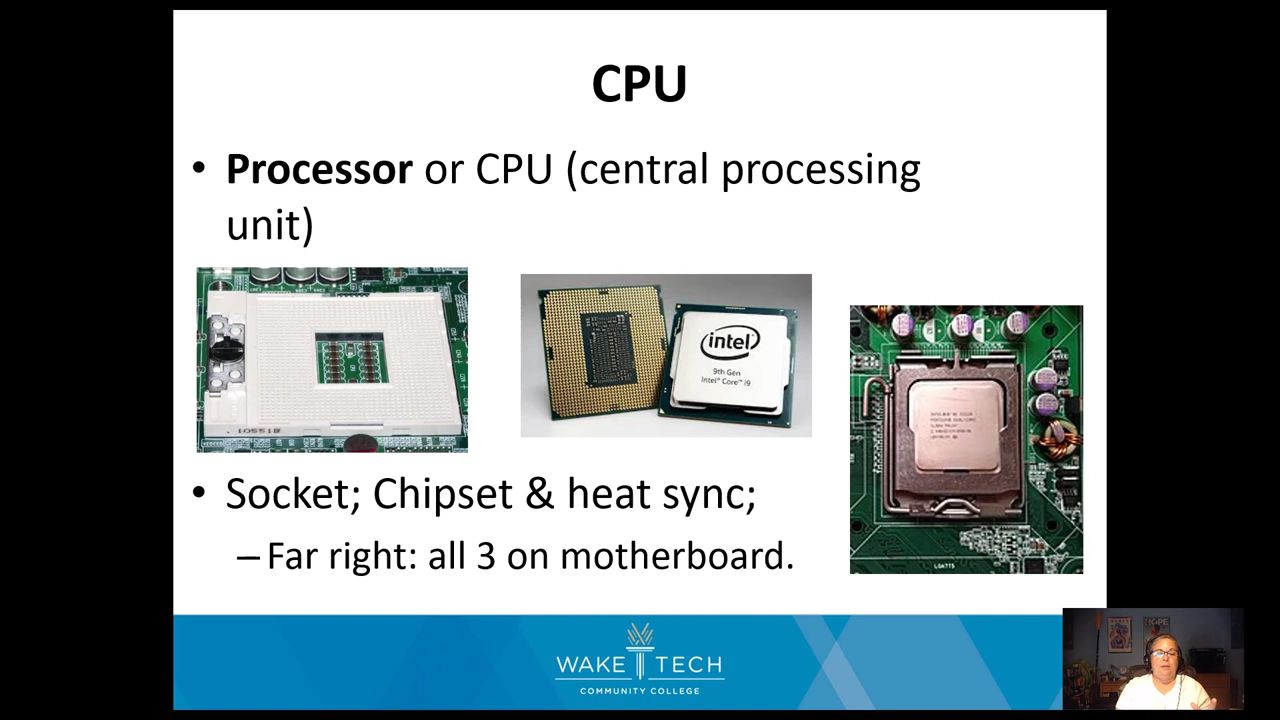 CPU
• Processor or CPU (central processing
unit)
intel
9th Gen
Intel® Core™ i9
• Socket; Chipset & heat sync;
– Far right: all 3 on motherboard.
LGA775
WAKE TECH
COMMUNITY COLLEGE